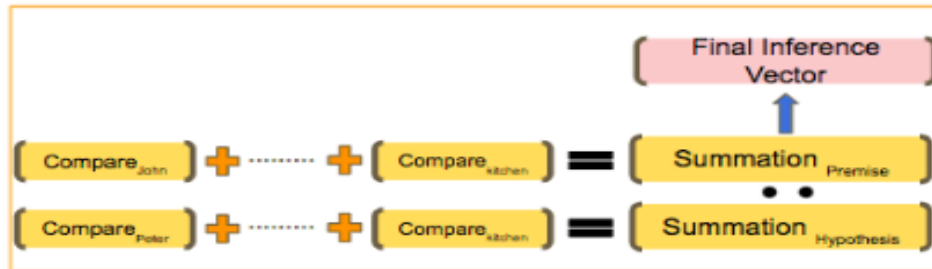 Final Inference
Vector
Compare John + ........ + Compare kitchen = Summation Premise
Compare Peter + ........ + Compare kitchen = Summation Hypothesis